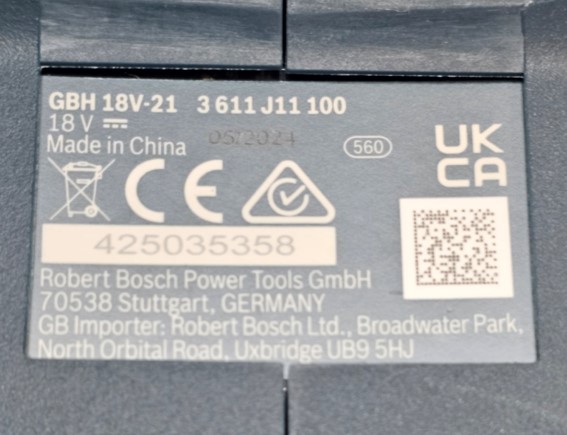 GBH 18V-21 3 611 J11 100
18 V ⎓
Made in China 05/2024
560
UK
CA
CE
425035358
Robert Bosch Power Tools GmbH
70538 Stuttgart, GERMANY
GB Importer: Robert Bosch Ltd., Broadwater Park,
North Orbital Road, Uxbridge UB9 5HJ